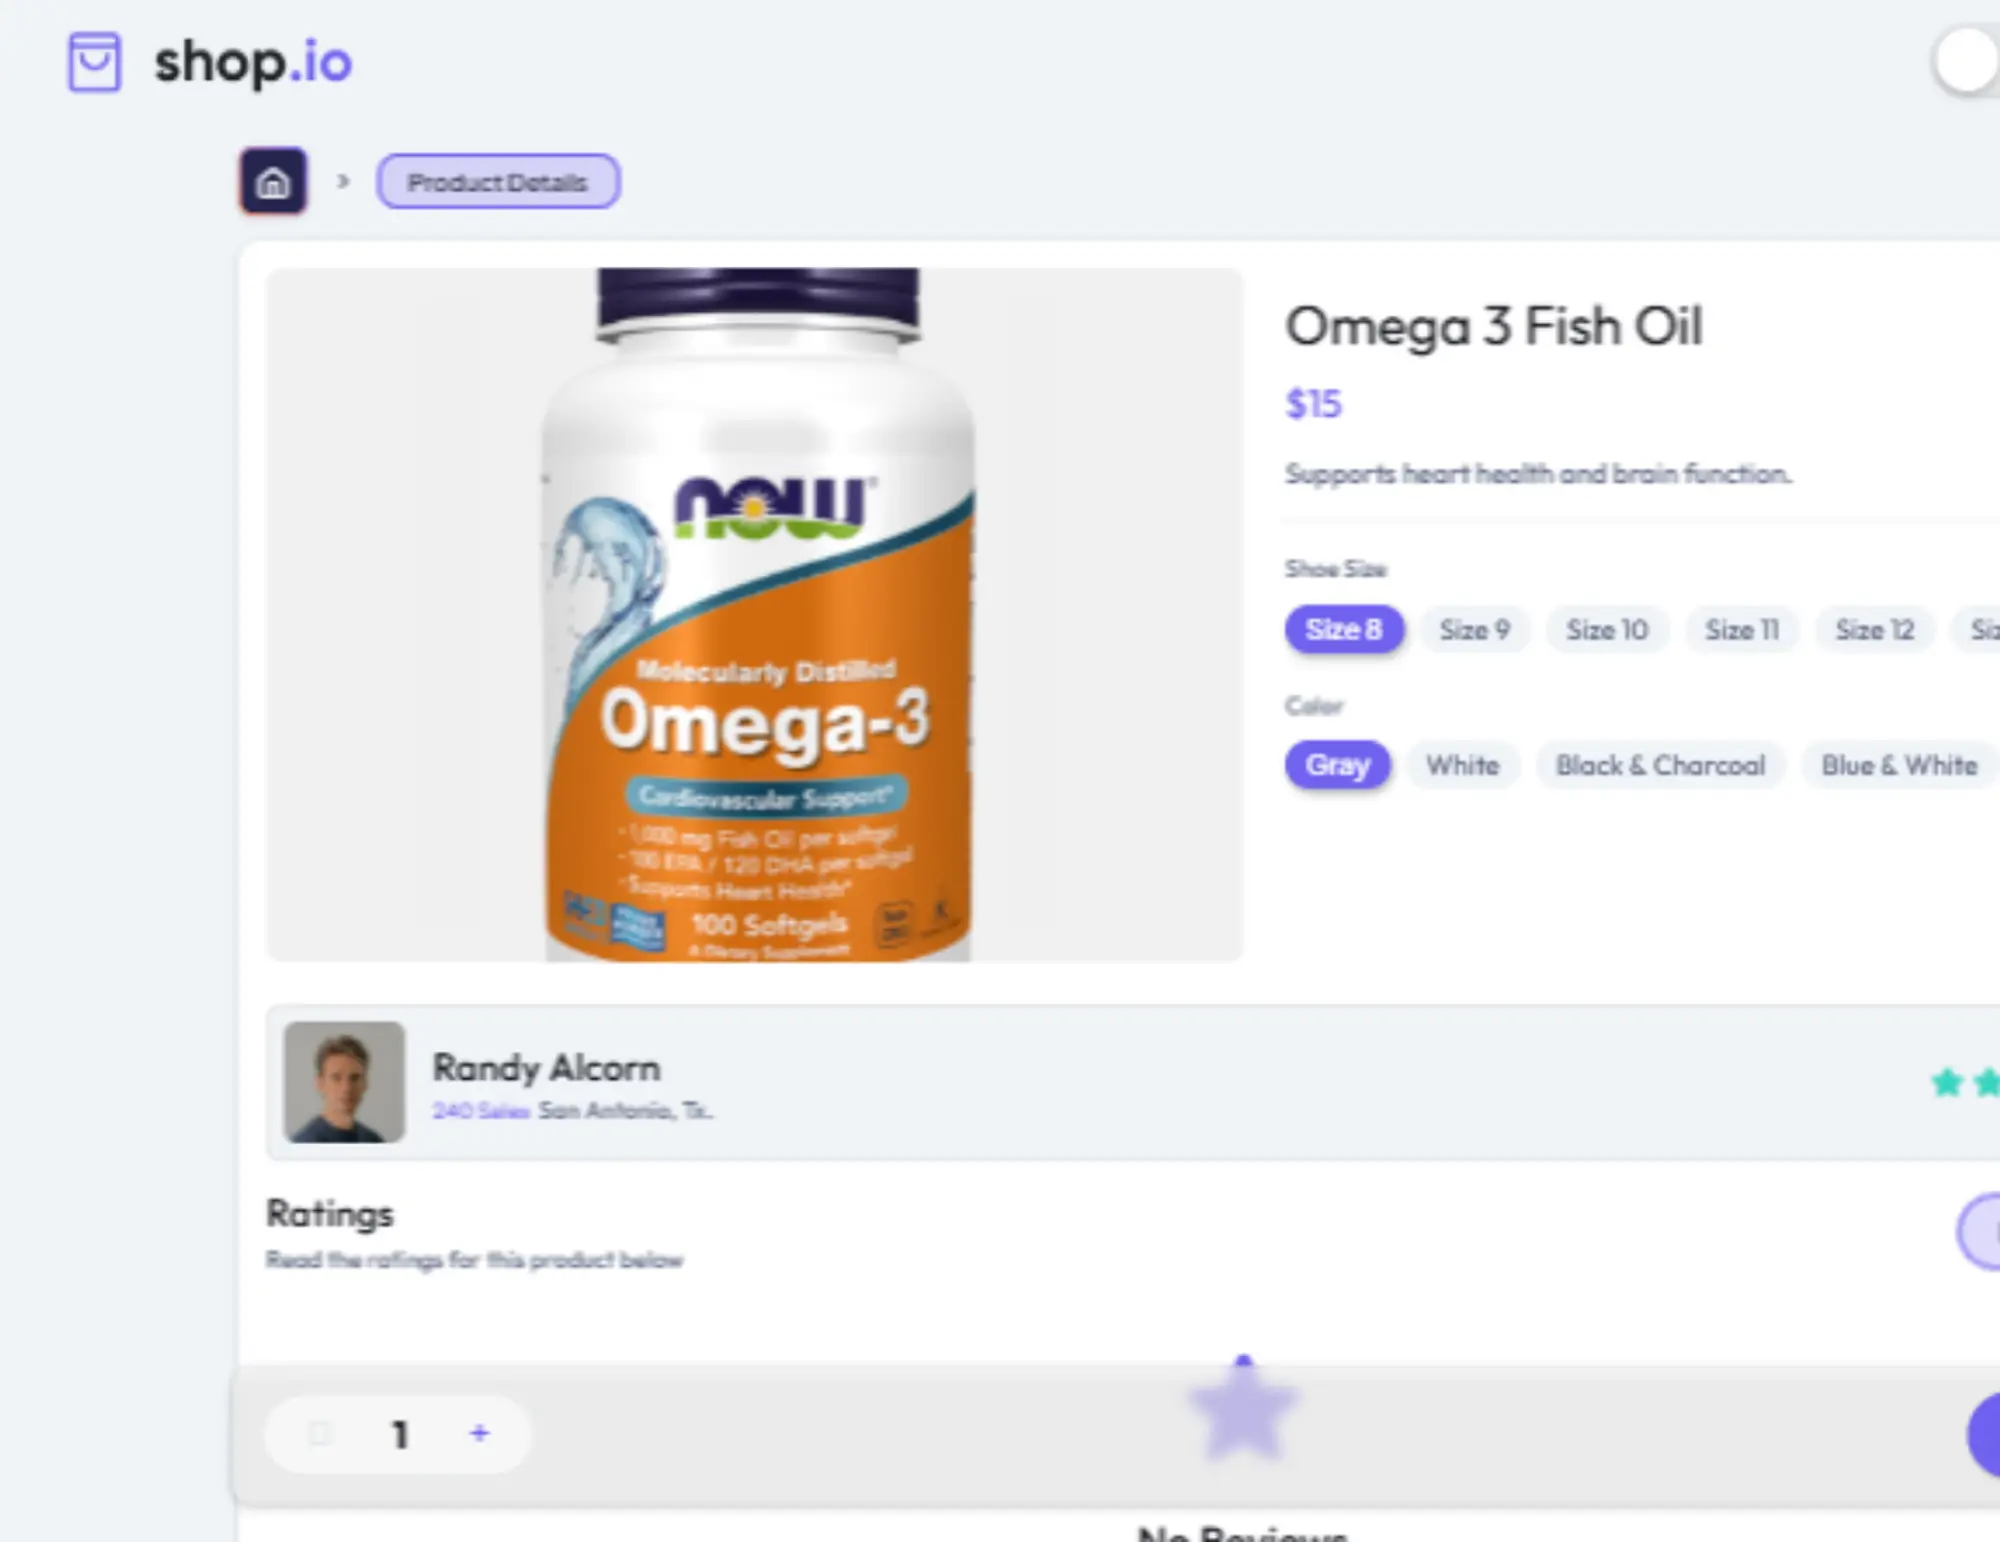 shop.io
Product Details
Omega 3 Fish Oil
$15
Supports heart health and brain function.
Shoe Size
Size 8 Size 9 Size 10 Size 11 Size 12
Color
Gray White Black & Charcoal Blue & White
now
Molecularly Distilled
Omega-3
Cardiovascular Support*
- 1,000 mg Fish Oil per softgel
- 180 EPA / 120 DHA per softgel
- Supports Heart Health*
100 Softgels
A Dietary Supplement
Randy Alcorn
240 Sales San Antonio, Tx.
Ratings
Read the ratings for this product below
1 +
No Reviews